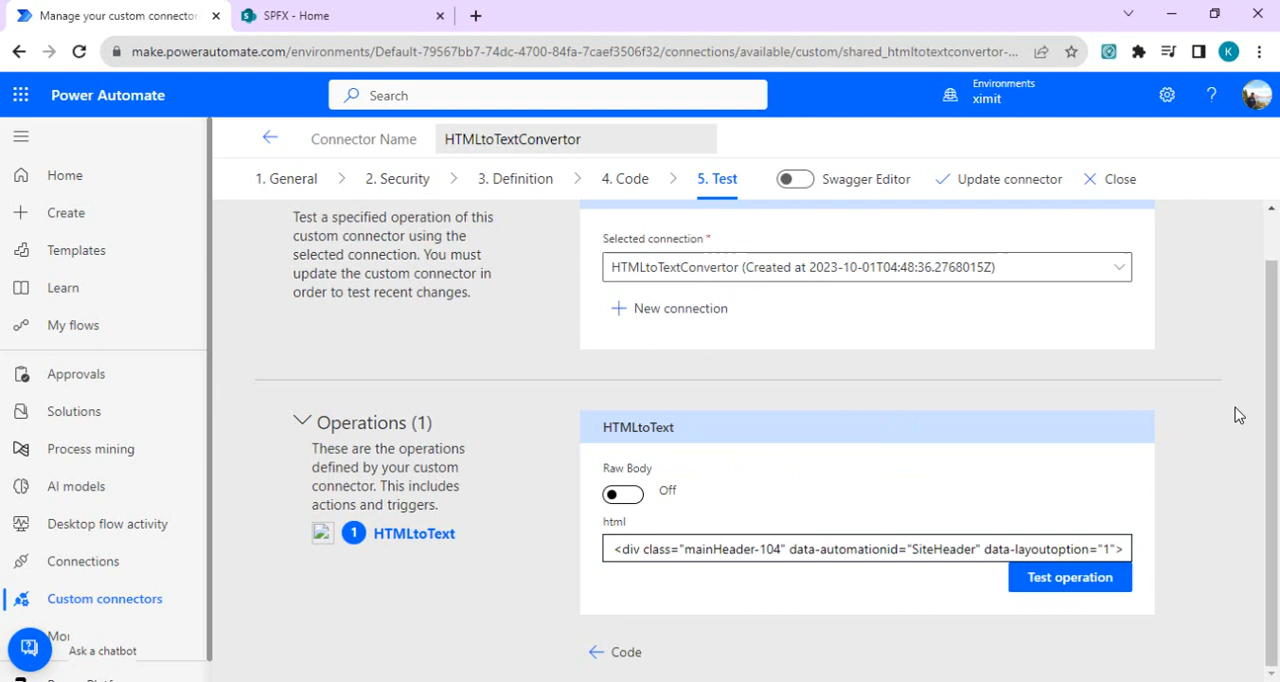 Manage your custom connector
SPFX - Home
make.powerautomate.com/environments/Default-79567bb7-74dc-4700-84fa-7caef3506f32/connections/available/custom/shared_htmltotextconvertor-...
K
Power Automate
Search
Environments
ximit
?
Home
Create
Templates
Learn
My flows
Approvals
Solutions
Process mining
AI models
Desktop flow activity
Connections
Custom connectors
Mo
Ask a chatbot
Connector Name
HTMLtoTextConvertor
1. General
2. Security
3. Definition
4. Code
5. Test
Swagger Editor
Update connector
Close
Test a specified operation of this
custom connector using the
selected connection. You must
update the custom connector in
order to test recent changes.
Selected connection *
HTMLtoTextConvertor (Created at 2023-10-01T04:48:36.2768015Z)
New connection
Operations (1)
These are the operations
defined by your custom
connector. This includes
actions and triggers.
1 HTMLtoText
HTMLtoText
Raw Body
Off
html
<div class="mainHeader-104" data-automationid="SiteHeader" data-layoutoption="1">
Test operation
Code